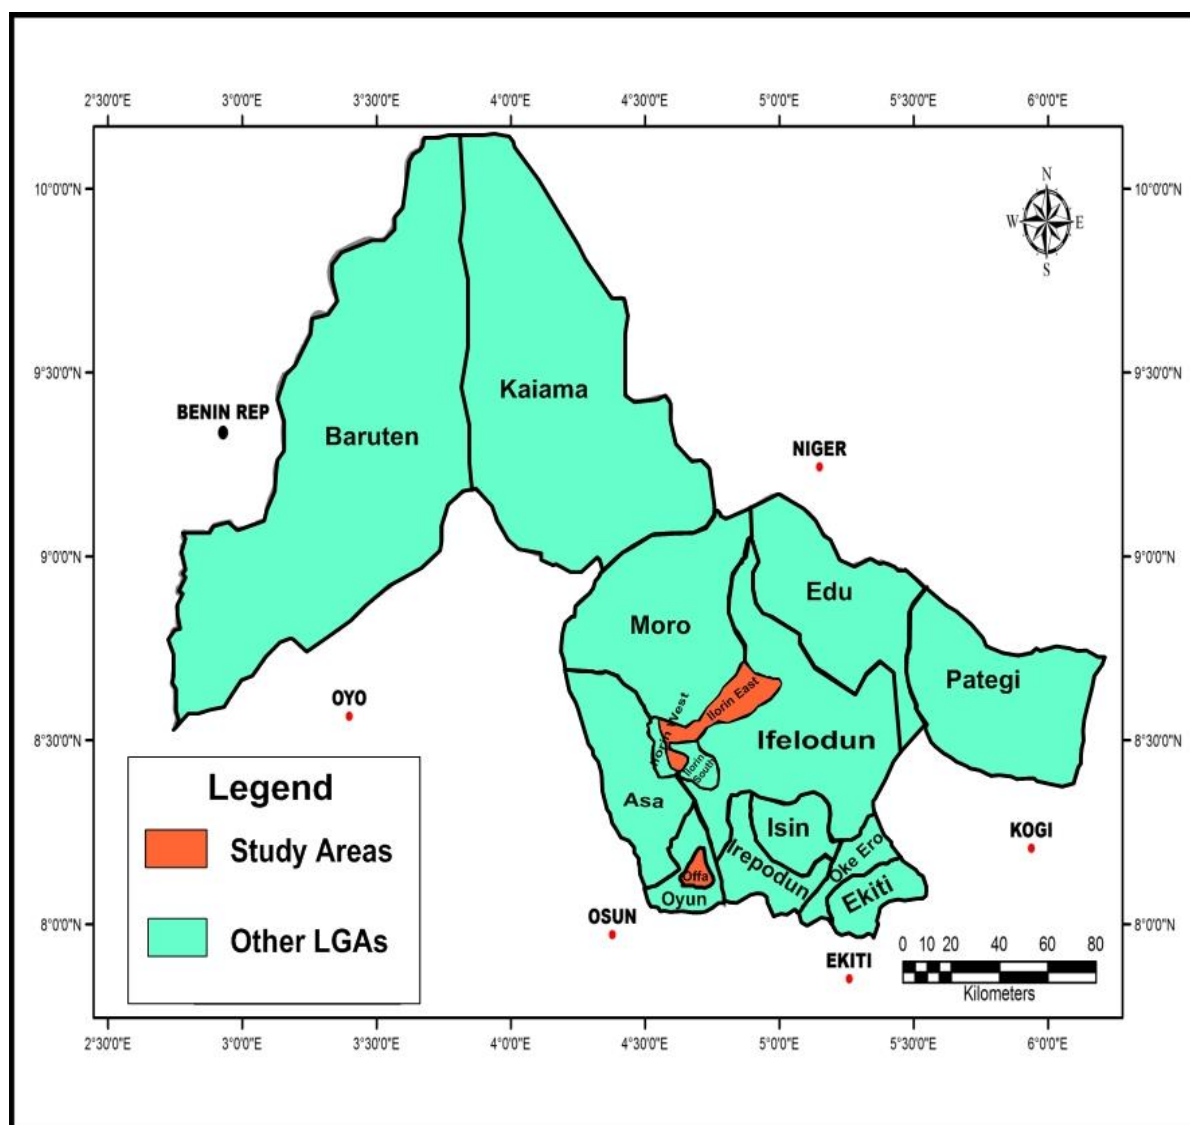 2°30'0"E 3°0'0"E 3°30'0"E 4°0'0"E 4°30'0"E 5°0'0"E 5°30'0"E 6°0'0"E
N
W E
S
10°0'0"N 10°0'0"N
9°30'0"N 9°30'0"N
Kaiama
BENIN REP
Baruten
NIGER
9°0'0"N 9°0'0"N
Edu
Moro
Pategi
Ilorin East
OYO
Ilorin West
8°30'0"N 8°30'0"N
Ifelodun
Ilorin
South
Legend
Asa
Isin
KOGI
Study Areas
Irepodun
Oke Ero
Offa
Ekiti
Oyun
OSUN
8°0'0"N 8°0'0"N
Other LGAs
EKITI
0 10 20 40 60 80
Kilometers
2°30'0"E 3°0'0"E 3°30'0"E 4°0'0"E 4°30'0"E 5°0'0"E 5°30'0"E 6°0'0"E